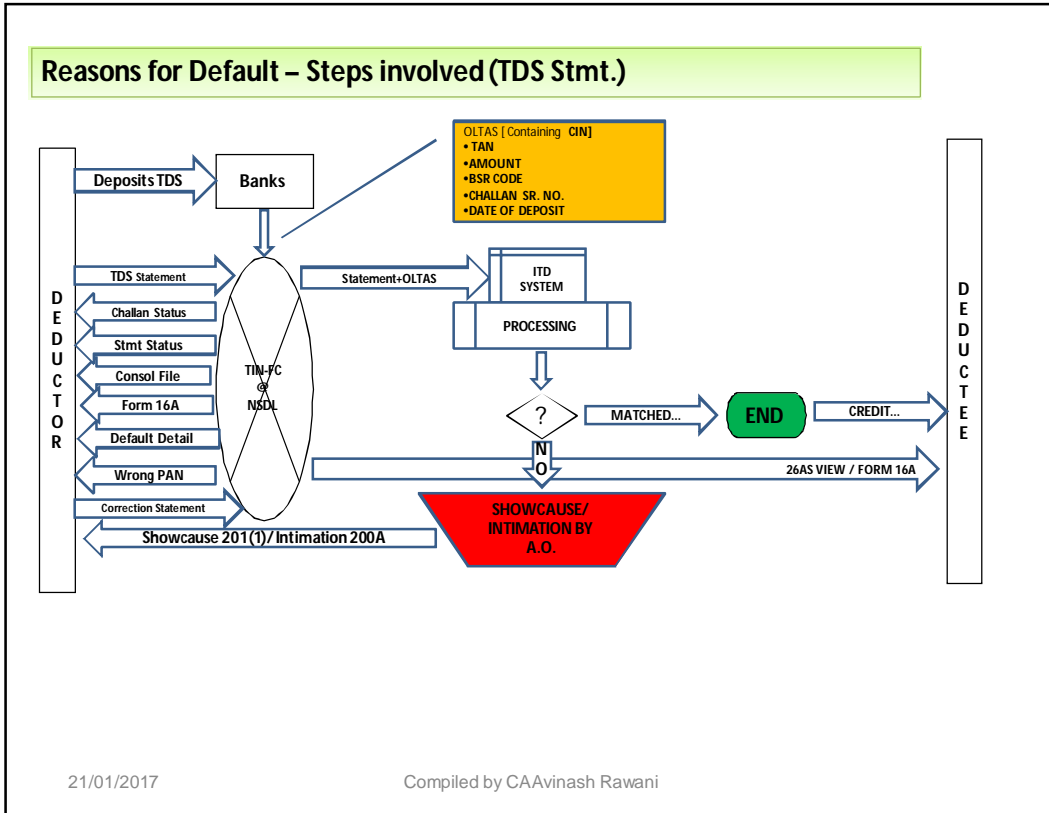 Reasons for Default – Steps involved (TDS Stmt.)
OLTAS [ Containing CIN]
• TAN
•AMOUNT
•BSR CODE
•CHALLAN SR. NO.
•DATE OF DEPOSIT
Deposits TDS
Banks
DEDUCTOR
TDS Statement
Challan Status
Stmt Status
Consol File
Form 16A
Default Detail
Wrong PAN
Correction Statement
TIN-FC
@
NSDL
Statement+OLTAS
ITD
SYSTEM
PROCESSING
?
MATCHED...
END
CREDIT...
DEDUCTEE
NO
26AS VIEW / FORM 16A
SHOWCAUSE/
INTIMATION BY
A.O.
Showcause 201(1)/ Intimation 200A
21/01/2017
Compiled by CAAvinash Rawani